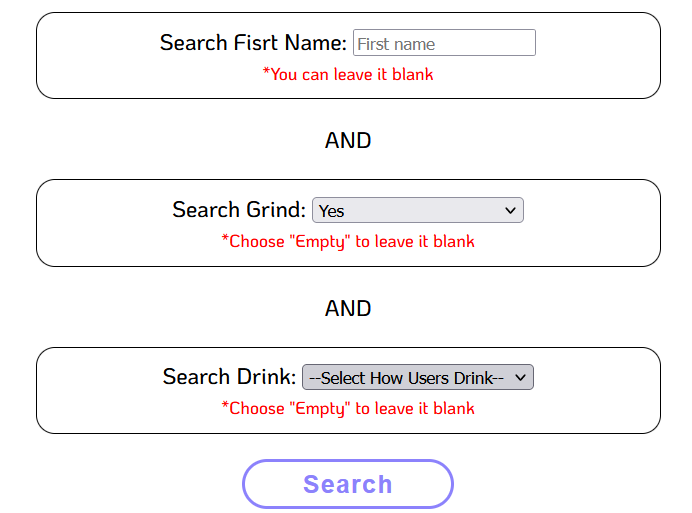 Search Fisrt Name: First name
*You can leave it blank
AND
Search Grind: Yes
*Choose "Empty" to leave it blank
AND
Search Drink: --Select How Users Drink--
*Choose "Empty" to leave it blank
Search